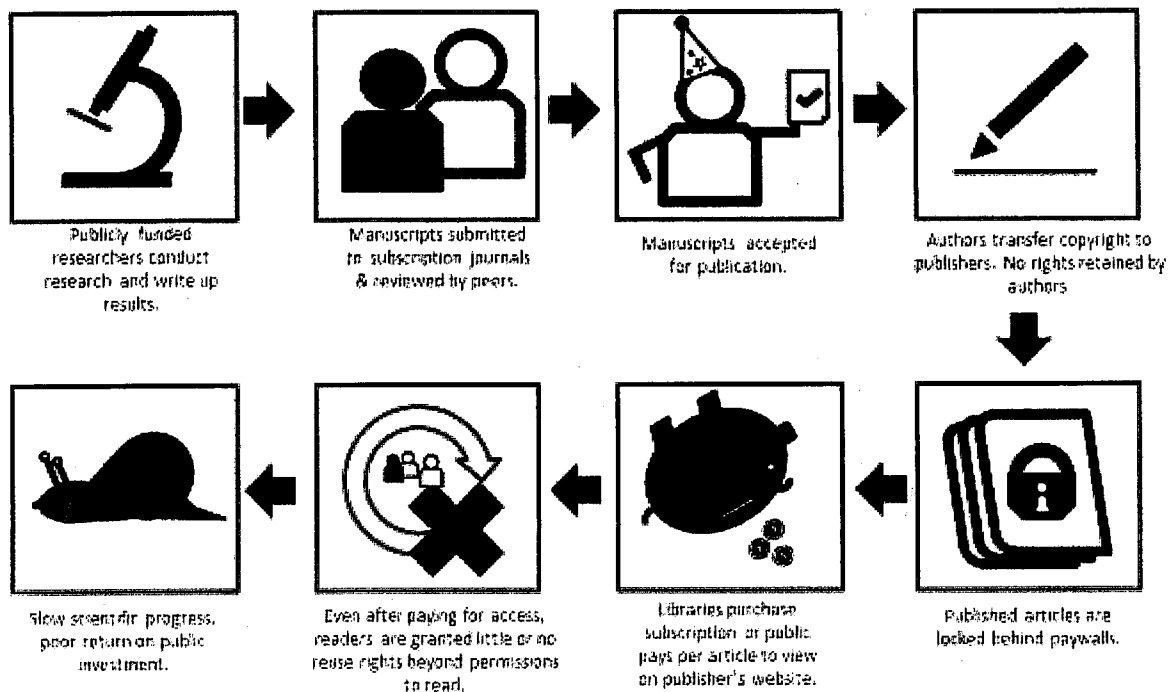 Publicly funded
researchers conduct
research and write up
results.
Manuscripts submitted
to subscription journals
& reviewed by peers.
Manuscripts accepted
for publication.
Authors transfer copyright to
publishers. No rights retained by
authors
Published articles are
locked behind paywalls.
Libraries purchase
subscription or public
pays per article to view
on publisher's website.
Even after paying for access,
readers are granted little or no
reuse rights beyond permissions
to read.
Slow scientific progress,
poor return on public
investment.